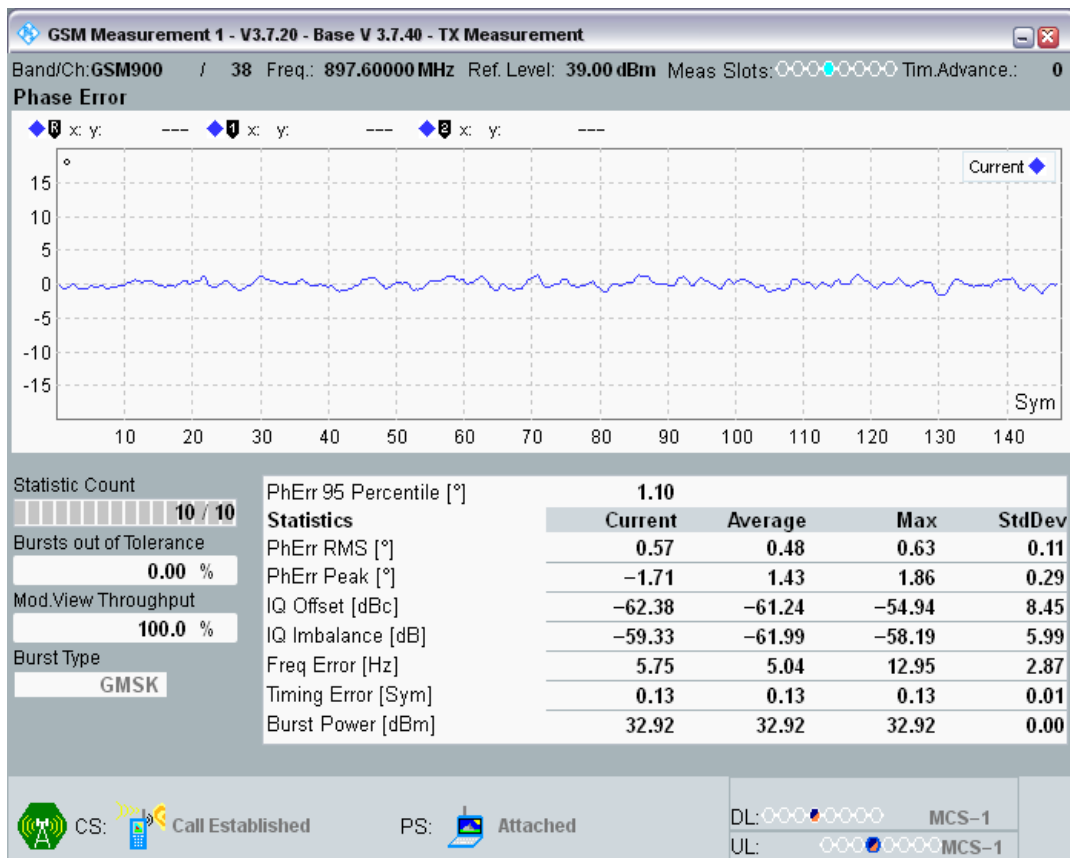 GSM Measurement 1 - V3.7.20 - Base V 3.7.40 - TX Measurement
Band/Ch:GSM900 / 38 Freq.: 897.60000 MHz Ref. Level: 39.00 dBm Meas Slots: Tim.Advance.: 0
Phase Error
R x: y: --- 1 x: y: --- 2 x: y: ---
° Current
15
10
5
0
-5
-10
-15
Sym
10 20 30 40 50 60 70 80 90 100 110 120 130 140
Statistic Count
10 / 10
Bursts out of Tolerance
0.00 %
Mod.View Throughput
100.0 %
Burst Type
GMSK
PhErr 95 Percentile [°] 1.10
Statistics Current Average Max StdDev
PhErr RMS [°] 0.57 0.48 0.63 0.11
PhErr Peak [°] −1.71 1.43 1.86 0.29
IQ Offset [dBc] −62.38 −61.24 −54.94 8.45
IQ Imbalance [dB] −59.33 −61.99 −58.19 5.99
Freq Error [Hz] 5.75 5.04 12.95 2.87
Timing Error [Sym] 0.13 0.13 0.13 0.01
Burst Power [dBm] 32.92 32.92 32.92 0.00
CS: Call Established PS: Attached
DL: MCS−1
UL: MCS−1